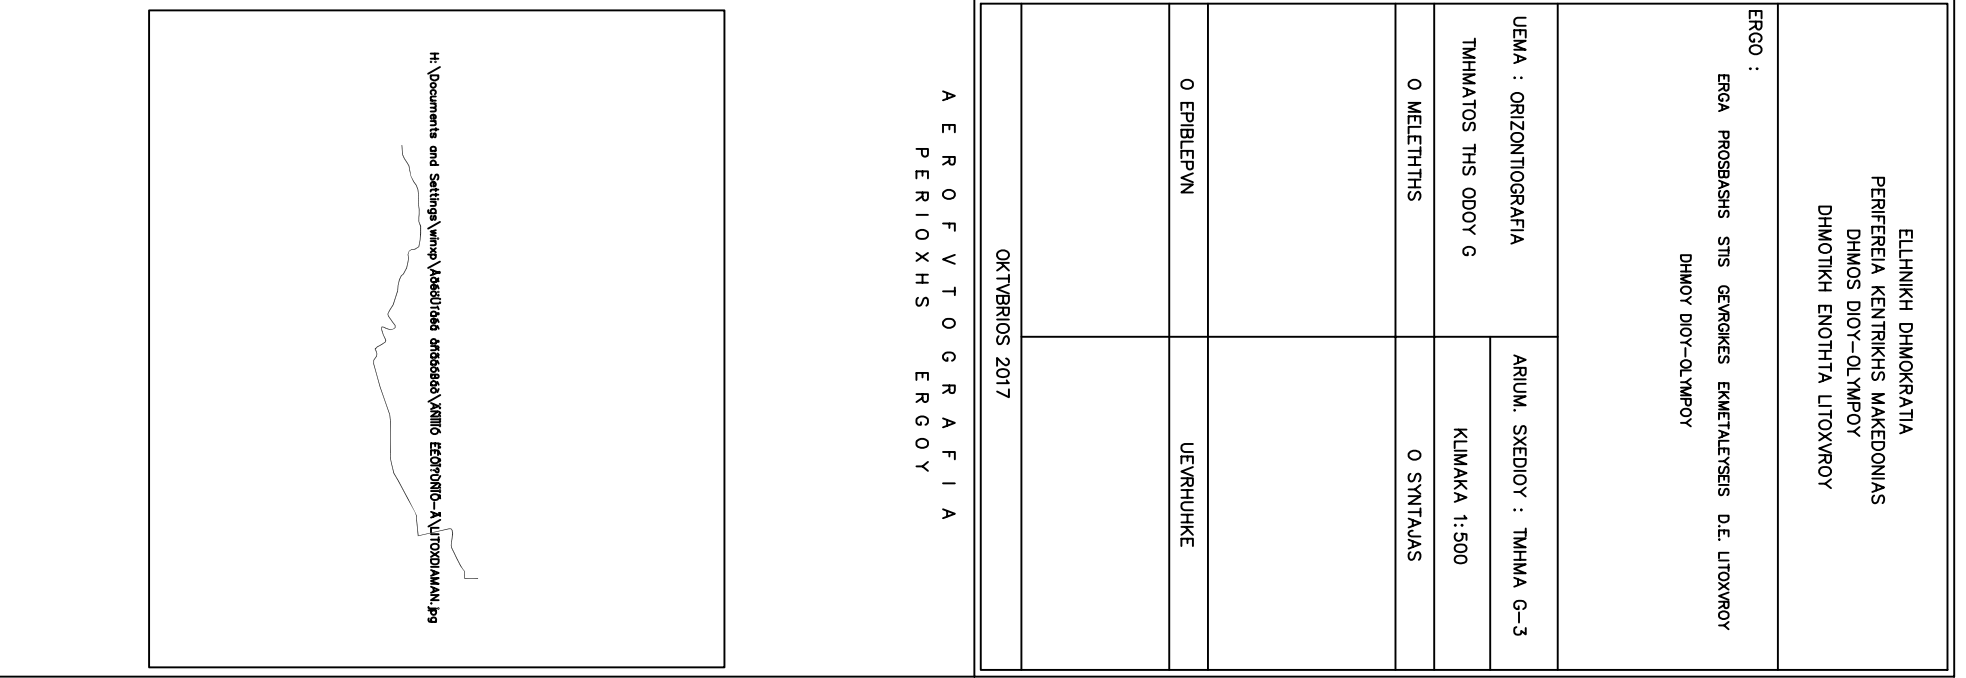 ELLHNIKH DHMOKRATIA
PERIFEREIA KENTRIKHS MAKEDONIAS
DHMOS DIOY-OLYMPOY
DHMOTIKH ENOTHTA LITOXVROY
ERGO :
ERGA PROSBASHS STIS GEVRGIKES EKMETALEYSEIS D.E. LITOXVROY
DHMOY DIOY-OLYMPOY
UEMA : ORIZONTIOGRAFIA
TMHMATOS THS ODOY G
ARIUM. SXEDIOY : TMHMA G-3
KLIMAKA 1:500
O MELETHTHS
O SYNTAJAS
O EPIBLEPVN
UEVRHUHKE
OKTVBRIOS 2017
A E R O F V T O G R A F I A
P E R I O X H S E R G O Y
H:\Documents and Settings\winxp\